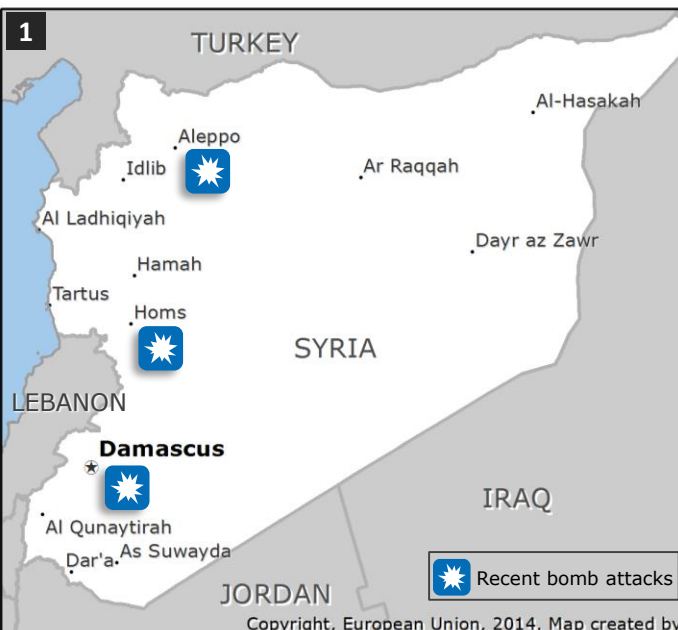 1
TURKEY
Al-Hasakah
Aleppo
Idlib
Ar Raqqah
Al Ladhiqiyah
Dayr az Zawr
Hamah
Tartus
Homs
SYRIA
LEBANON
Damascus
IRAQ
Al Qunaytirah
As Suwayda
Dar'a
Recent bomb attacks
JORDAN
Copyright, European Union, 2014. Map created by